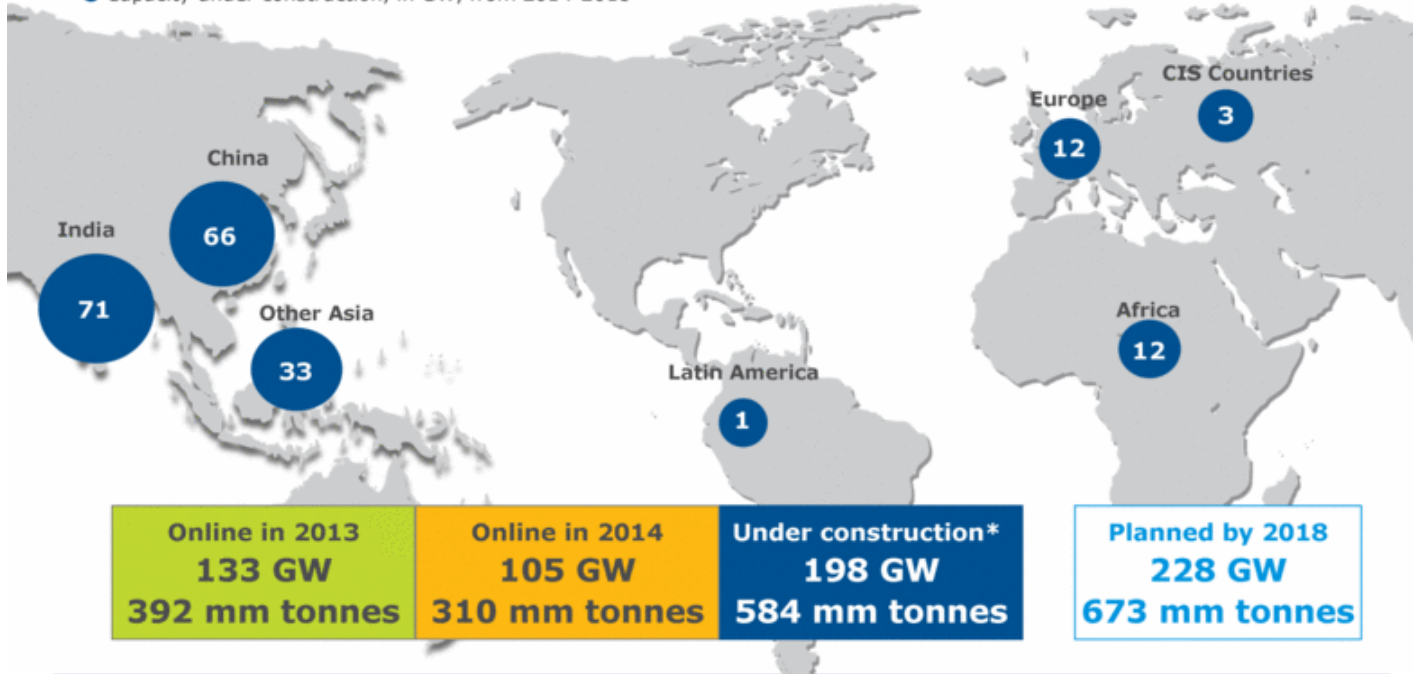 CIS Countries
Europe
3
12
China
66
India
71
Other Asia
33
Africa
12
Latin America
1
Online in 2013
133 GW
392 mm tonnes
Online in 2014
105 GW
310 mm tonnes
Under construction*
198 GW
584 mm tonnes
Planned by 2018
228 GW
673 mm tonnes